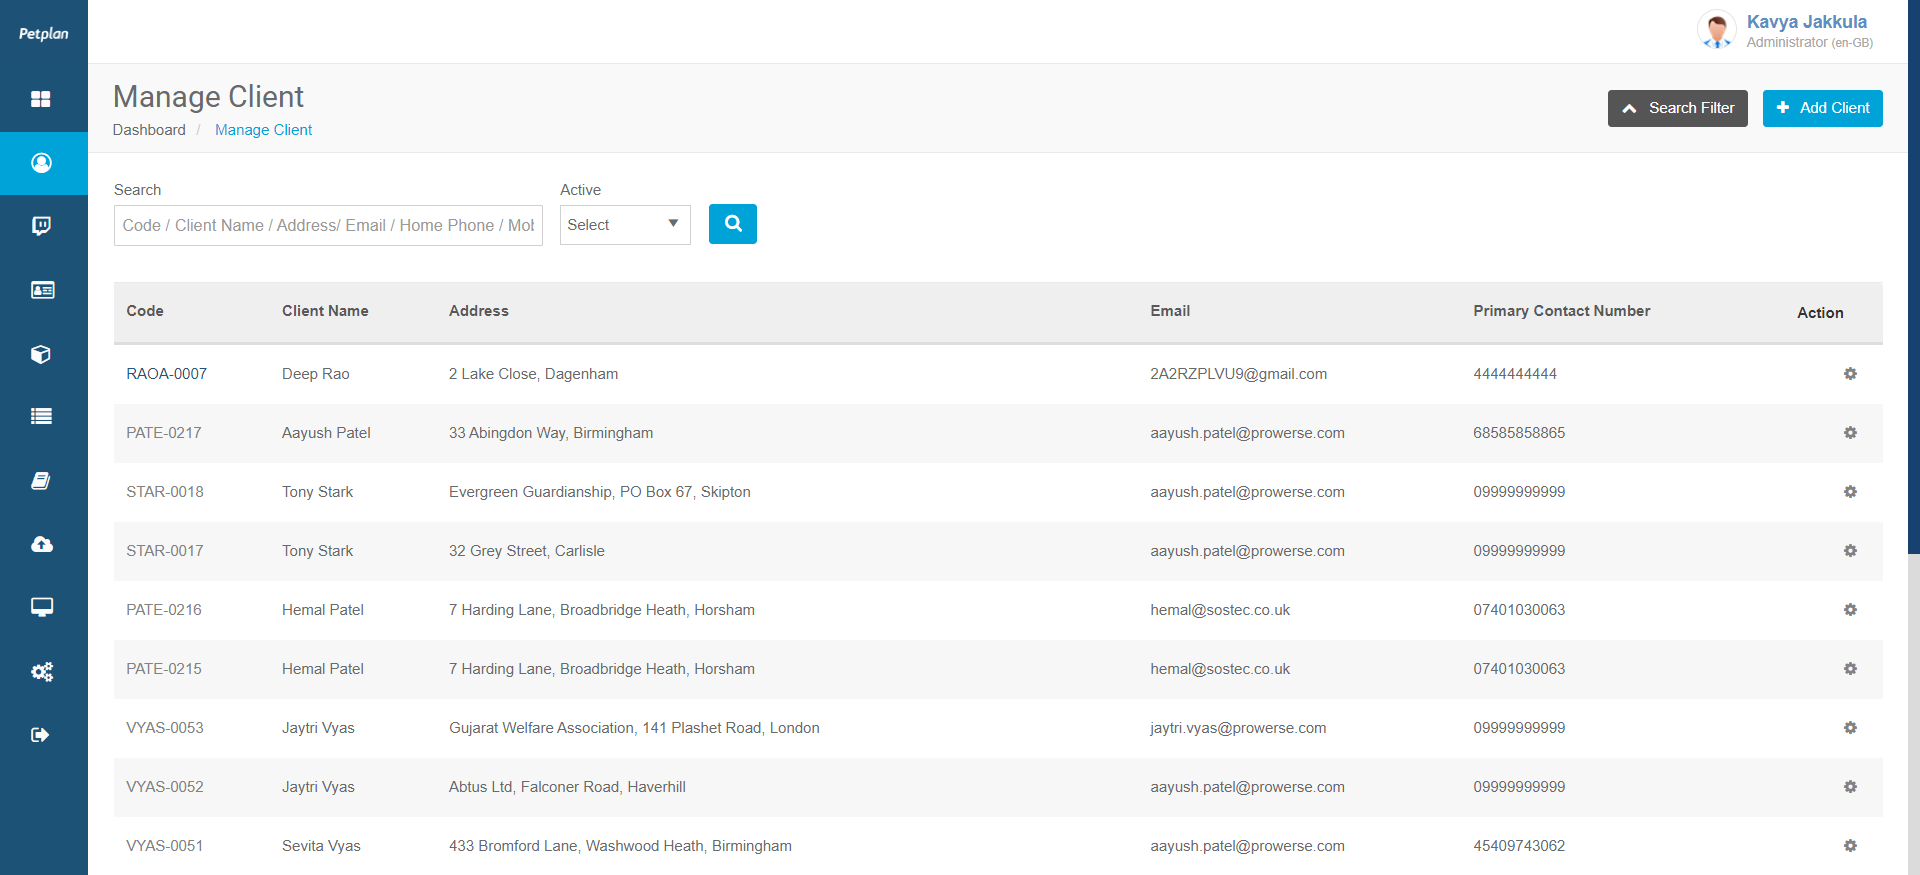 Petplan
Kavya Jakkula
Administrator (en-GB)
Manage Client
Dashboard / Manage Client
Search Filter
Add Client
Search
Active
Code / Client Name / Address/ Email / Home Phone / Mob
Select
Code Client Name Address Email Primary Contact Number Action
RAOA-0007 Deep Rao 2 Lake Close, Dagenham 2A2RZPLVU9@gmail.com 4444444444
PATE-0217 Aayush Patel 33 Abingdon Way, Birmingham aayush.patel@prowerse.com 68585858865
STAR-0018 Tony Stark Evergreen Guardianship, PO Box 67, Skipton aayush.patel@prowerse.com 09999999999
STAR-0017 Tony Stark 32 Grey Street, Carlisle aayush.patel@prowerse.com 09999999999
PATE-0216 Hemal Patel 7 Harding Lane, Broadbridge Heath, Horsham hemal@sostec.co.uk 07401030063
PATE-0215 Hemal Patel 7 Harding Lane, Broadbridge Heath, Horsham hemal@sostec.co.uk 07401030063
VYAS-0053 Jaytri Vyas Gujarat Welfare Association, 141 Plashet Road, London jaytri.vyas@prowerse.com 09999999999
VYAS-0052 Jaytri Vyas Abtus Ltd, Falconer Road, Haverhill aayush.patel@prowerse.com 09999999999
VYAS-0051 Sevita Vyas 433 Bromford Lane, Washwood Heath, Birmingham aayush.patel@prowerse.com 45409743062